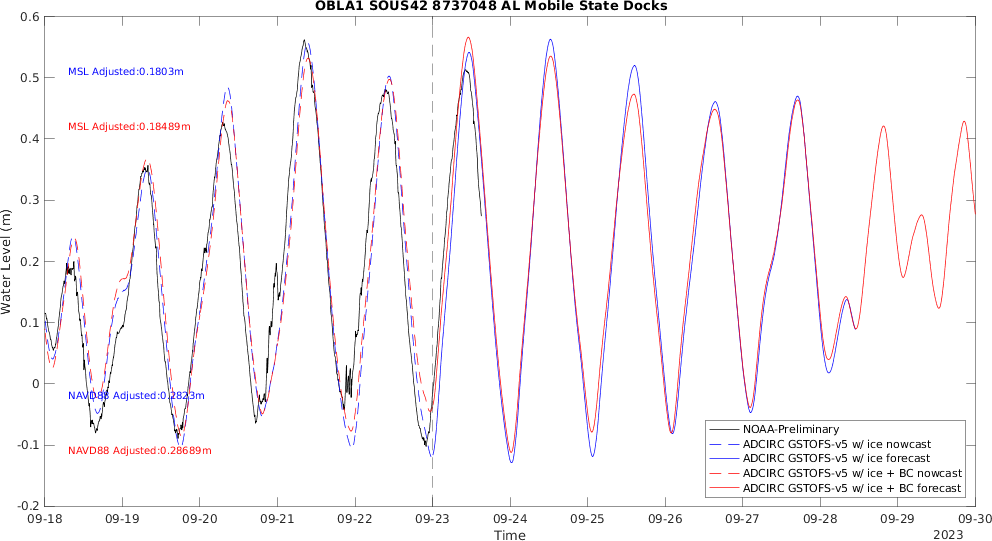 OBLA1 SOUS42 8737048 AL Mobile State Docks
Water Level (m)
0.6
0.5
0.4
0.3
0.2
0.1
0
-0.1
-0.2
MSL Adjusted:0.1803m
MSL Adjusted:0.18489m
NAVD88 Adjusted:0.2823m
NAVD88 Adjusted:0.28689m
NOAA-Preliminary
ADCIRC GSTOFS-v5 w/ ice nowcast
ADCIRC GSTOFS-v5 w/ ice forecast
ADCIRC GSTOFS-v5 w/ ice + BC nowcast
ADCIRC GSTOFS-v5 w/ ice + BC forecast
09-18 09-19 09-20 09-21 09-22 09-23 09-24 09-25 09-26 09-27 09-28 09-29 09-30
Time
2023